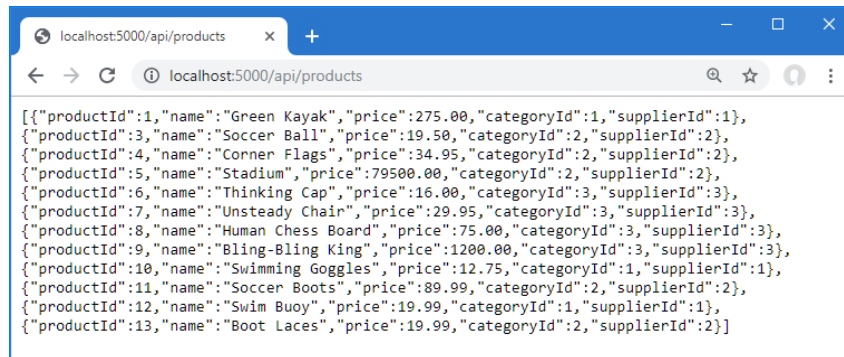 localhost:5000/api/products
localhost:5000/api/products
[{"productId":1,"name":"Green Kayak","price":275.00,"categoryId":1,"supplierId":1},
{"productId":3,"name":"Soccer Ball","price":19.50,"categoryId":2,"supplierId":2},
{"productId":4,"name":"Corner Flags","price":34.95,"categoryId":2,"supplierId":2},
{"productId":5,"name":"Stadium","price":79500.00,"categoryId":2,"supplierId":2},
{"productId":6,"name":"Thinking Cap","price":16.00,"categoryId":3,"supplierId":3},
{"productId":7,"name":"Unsteady Chair","price":29.95,"categoryId":3,"supplierId":3},
{"productId":8,"name":"Human Chess Board","price":75.00,"categoryId":3,"supplierId":3},
{"productId":9,"name":"Bling-Bling King","price":1200.00,"categoryId":3,"supplierId":3},
{"productId":10,"name":"Swimming Goggles","price":12.75,"categoryId":1,"supplierId":1},
{"productId":11,"name":"Soccer Boots","price":89.99,"categoryId":2,"supplierId":2},
{"productId":12,"name":"Swim Buoy","price":19.99,"categoryId":1,"supplierId":1},
{"productId":13,"name":"Boot Laces","price":19.99,"categoryId":2,"supplierId":2}]